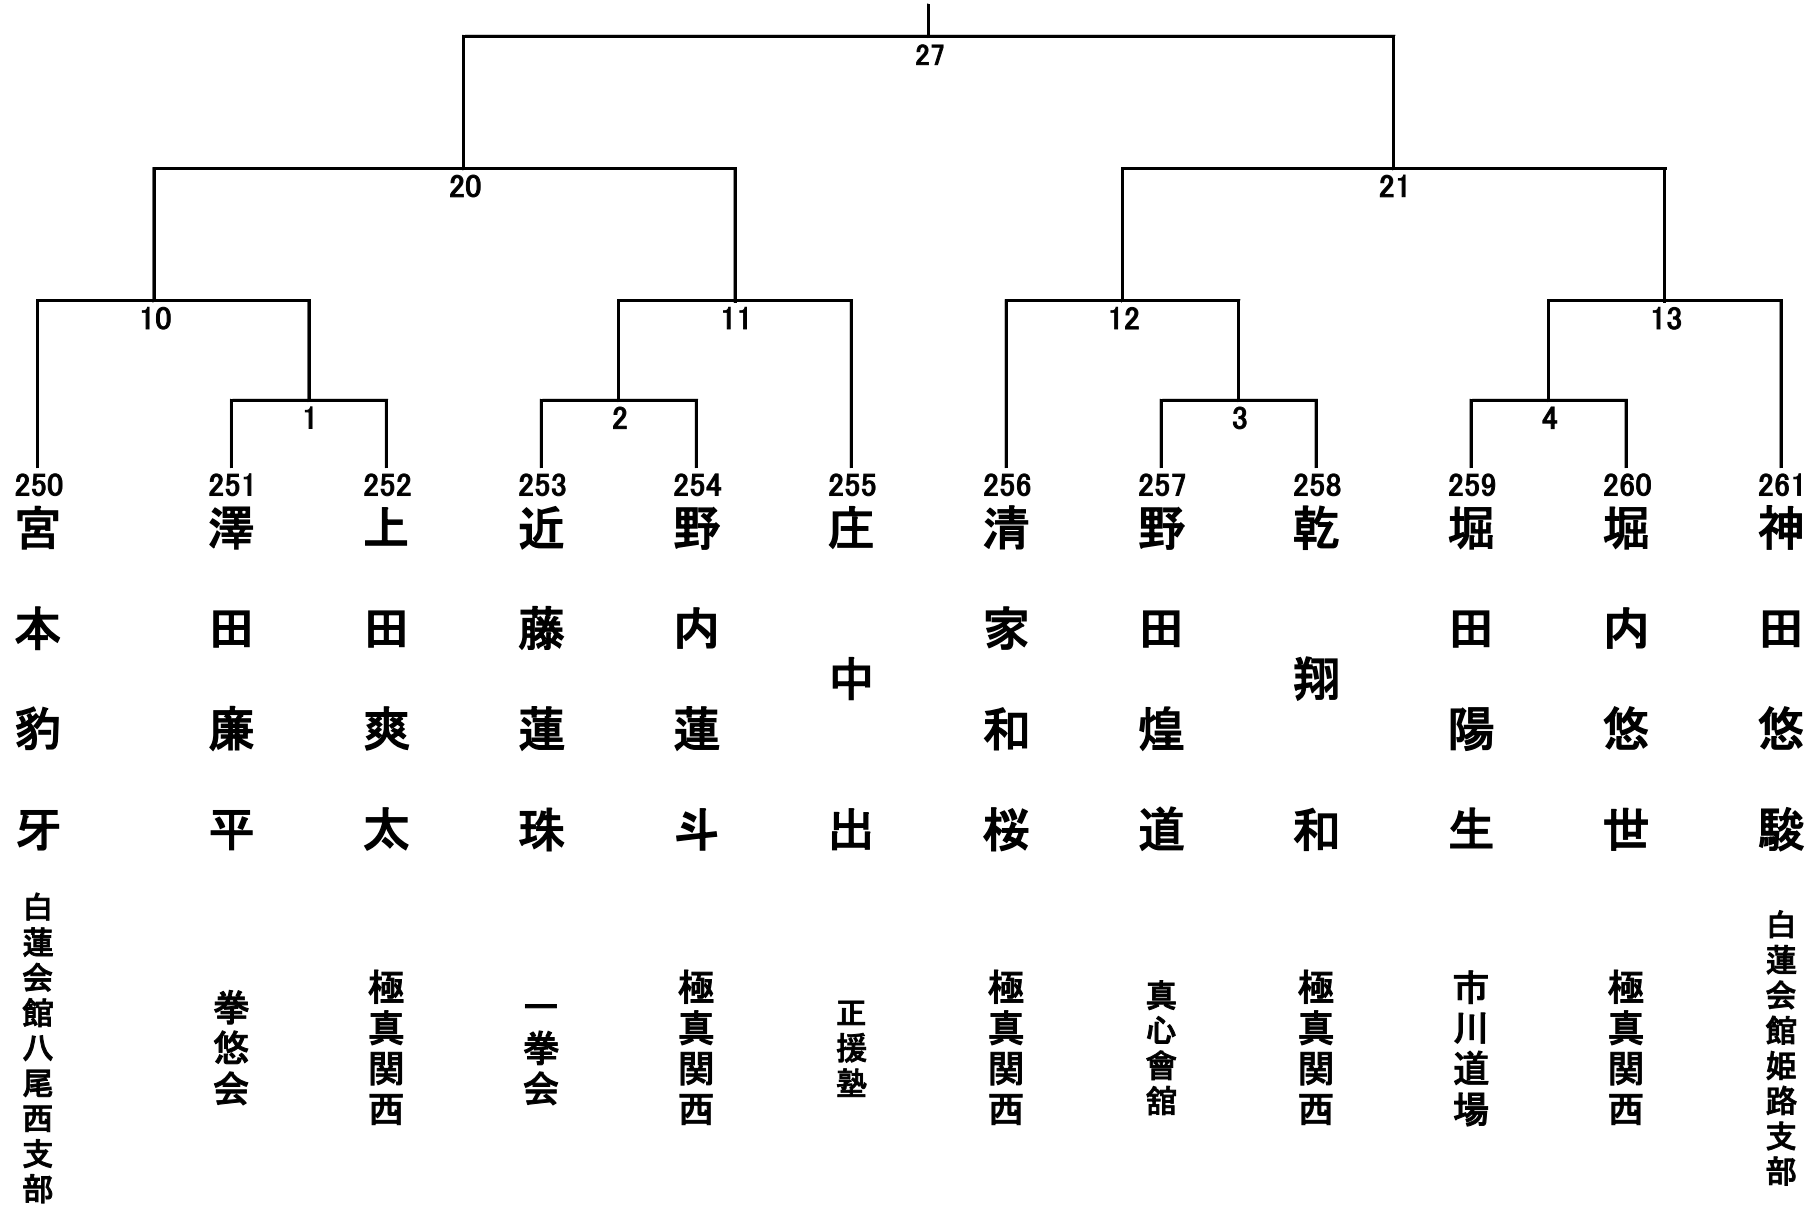 27
20
21
10
11
12
13
1
2
3
4
250
宮本豹牙
白蓮会館八尾西支部
251
澤田廉平
拳悠会
252
上田爽太
極真関西
253
近藤蓮珠
一拳会
254
野内蓮斗
極真関西
255
庄中出
正援塾
256
清家和桜
極真関西
257
野田煌道
真心會舘
258
乾翔和
極真関西
259
堀田陽生
市川道場
260
堀内悠世
極真関西
261
神田悠駿
白蓮会館姫路支部